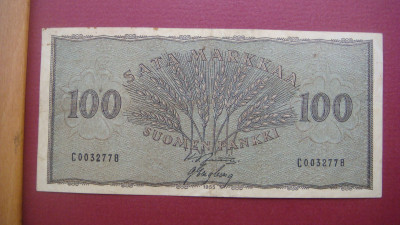 SATA MARKKAA
100 100
SUOMEN PANKKI
C0032778 C0032778